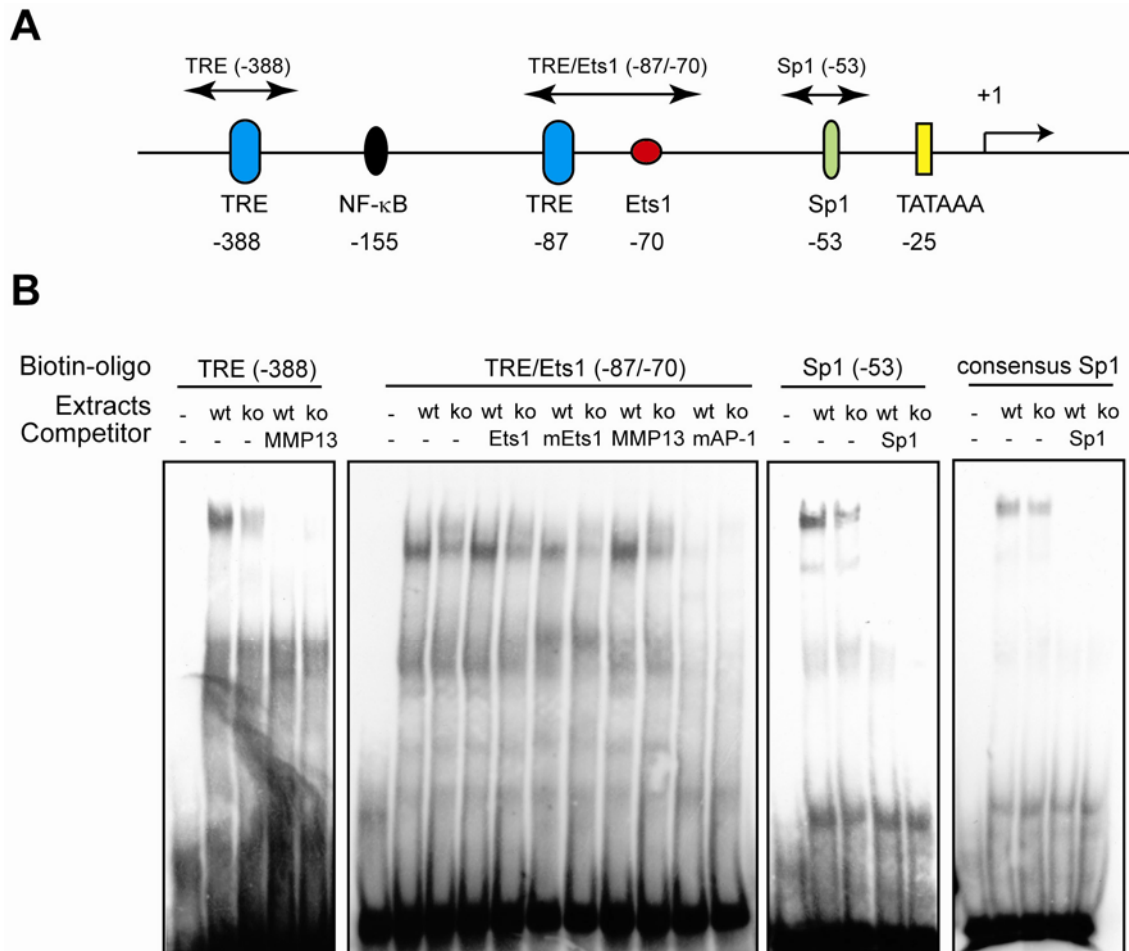 A
TRE (-388) TRE/Ets1 (-87/-70) Sp1 (-53)
+1
TRE NF-κB TRE Ets1 Sp1 TATAAA
-388 -155 -87 -70 -53 -25
B
Biotin-oligo TRE (-388) TRE/Ets1 (-87/-70) Sp1 (-53) consensus Sp1
Extracts - wt ko wt ko - wt ko wt ko wt ko wt ko wt ko - wt ko wt ko - wt ko wt ko
Competitor - - - MMP13 - - - Ets1 mEts1 MMP13 mAP-1 - - - Sp1 - - - Sp1